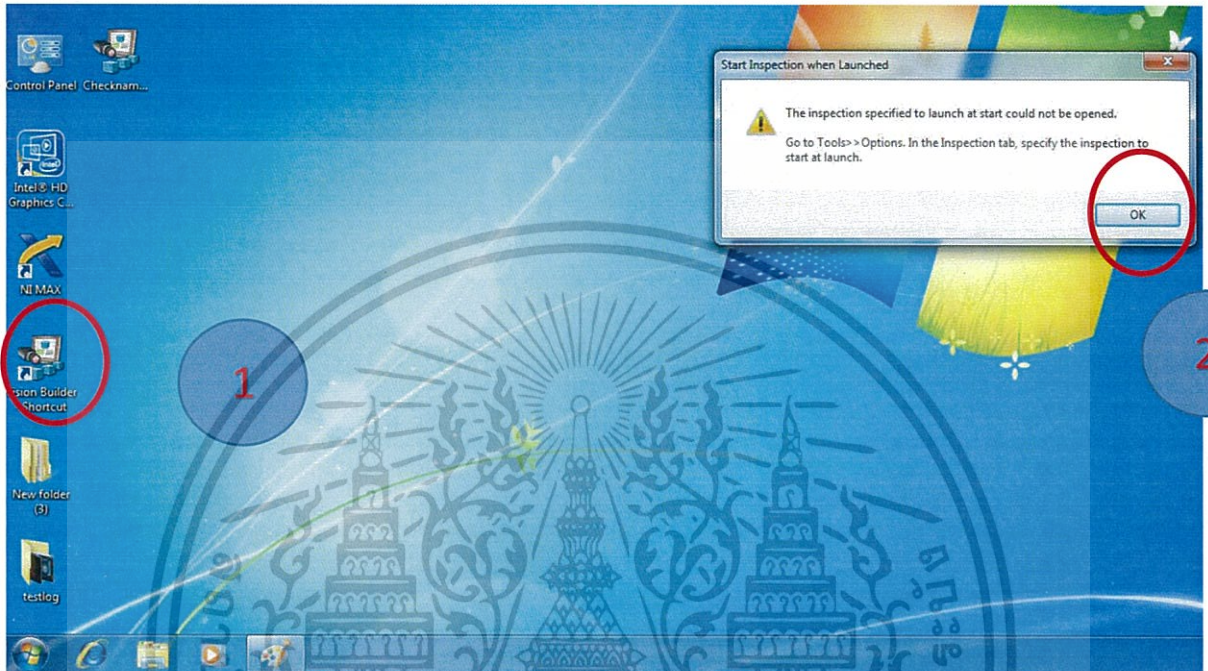 Control Panel
Checknam...
Intel® HD
Graphics C...
NI MAX
sion Builder
Shortcut
New folder
(3)
testlog
1
Start Inspection when Launched
The inspection specified to launch at start could not be opened.
Go to Tools>>Options. In the Inspection tab, specify the inspection to
start at launch.
OK
2